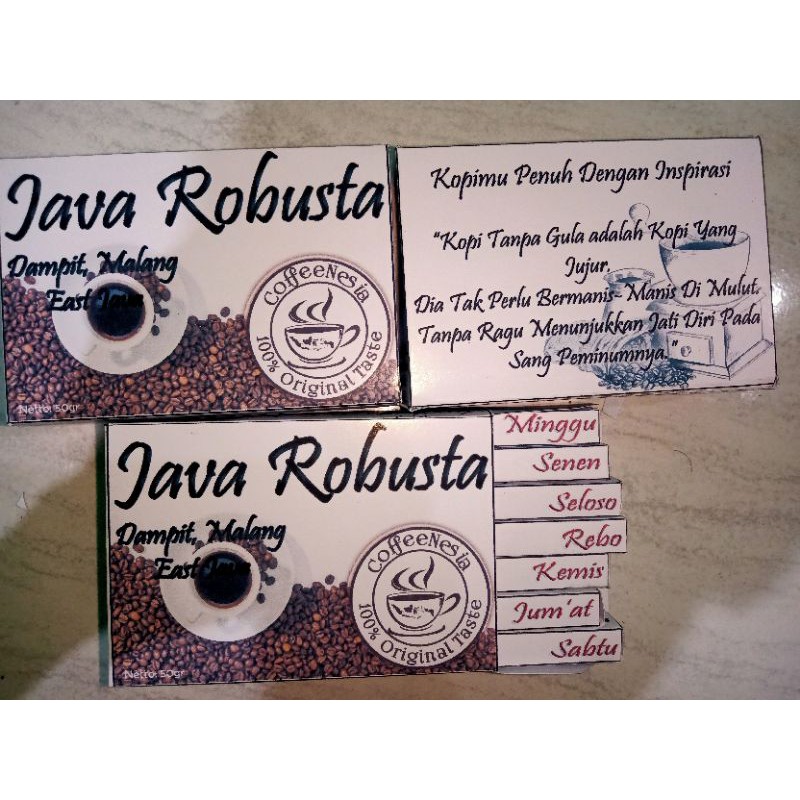 Java Robusta
Dampit, Malang
East Java
CoffeeNesia
100% Original Taste
Netto: 50gr
Kopimu Penuh Dengan Inspirasi
"Kopi Tanpa Gula adalah Kopi Yang
Jujur.
Dia Tak Perlu Bermanis- Manis Di Mulut.
Tanpa Ragu Menunjukkan Jati Diri Pada
Sang Peminumnya."
Java Robusta
Dampit, Malang
East Java
CoffeeNesia
100% Original Taste
Netto: 50gr
Minggu
Senen
Seloso
Rebo
Kemis
Jum'at
Sabtu